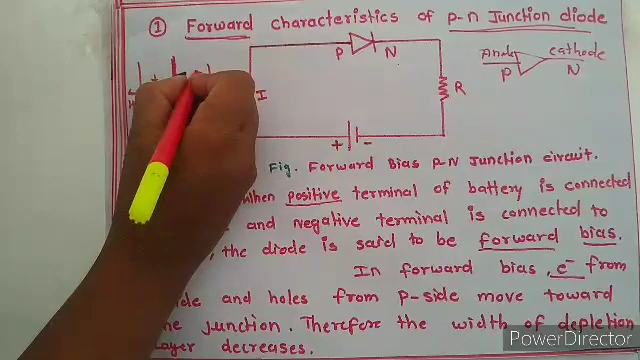 ① Forward characteristics of p-n Junction diode
Anode cathode
P N
P N
I
R
+ -
Fig. Forward Bias P-N Junction circuit.
When positive terminal of battery is connected
and negative terminal is connected to
, the diode is said to be forward bias.
In forward bias, e⁻ from
and holes from P-side move toward
junction. Therefore the width of depletion
layer decreases.
PowerDirector